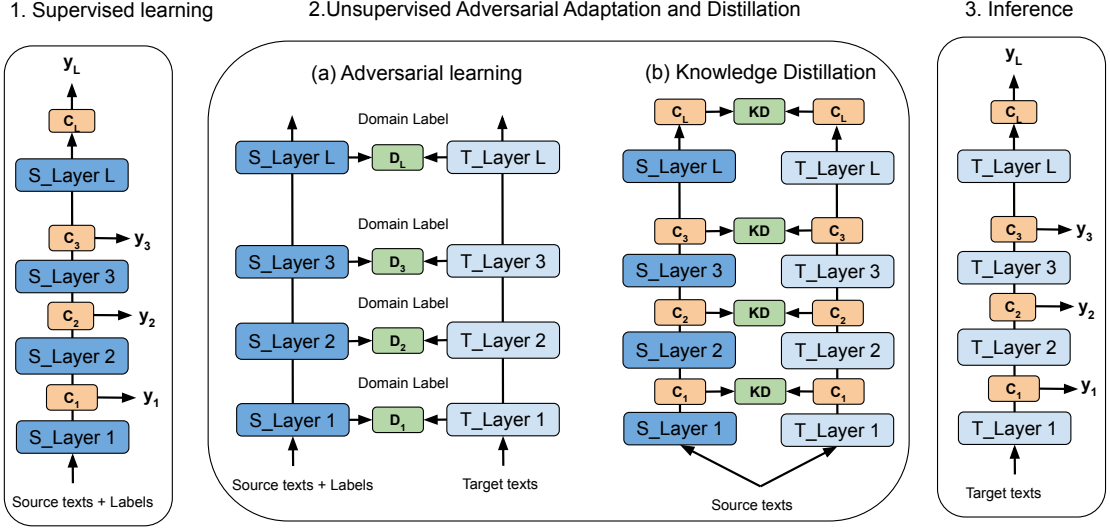 1. Supervised learning
y_L
C_L
S_Layer L
C_3
y_3
S_Layer 3
C_2
y_2
S_Layer 2
C_1
y_1
S_Layer 1
Source texts + Labels
2.Unsupervised Adversarial Adaptation and Distillation
(a) Adversarial learning
Domain Label
S_Layer L
D_L
T_Layer L
Domain Label
S_Layer 3
D_3
T_Layer 3
Domain Label
S_Layer 2
D_2
T_Layer 2
Domain Label
S_Layer 1
D_1
T_Layer 1
Source texts + Labels
Target texts
(b) Knowledge Distillation
C_L
KD
C_L
S_Layer L
T_Layer L
C_3
KD
C_3
S_Layer 3
T_Layer 3
C_2
KD
C_2
S_Layer 2
T_Layer 2
C_1
KD
C_1
S_Layer 1
T_Layer 1
Source texts
3. Inference
y_L
C_L
T_Layer L
C_3
y_3
T_Layer 3
C_2
y_2
T_Layer 2
C_1
y_1
T_Layer 1
Target texts